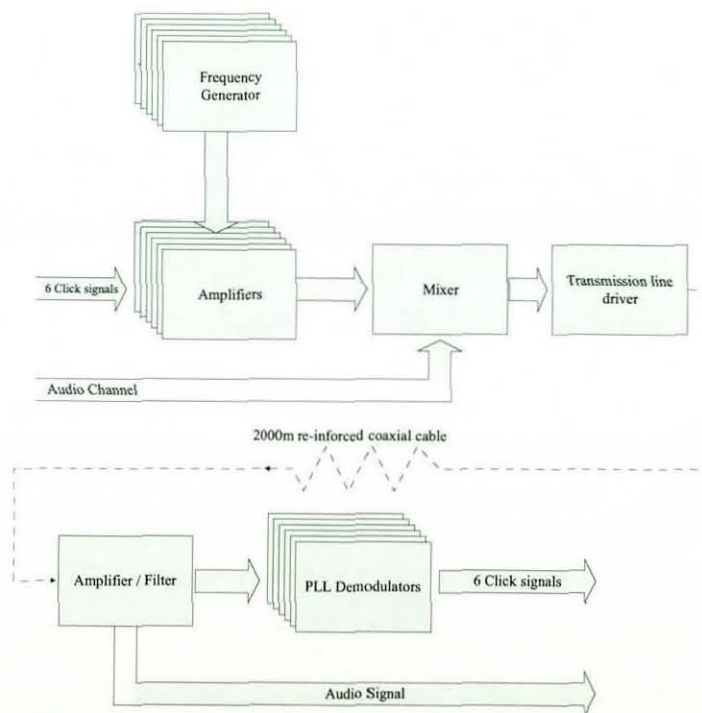 Frequency
Generator
6 Click signals
Amplifiers
Mixer
Transmission line
driver
Audio Channel
2000m re-inforced coaxial cable
Amplifier / Filter
PLL Demodulators
6 Click signals
Audio Signal